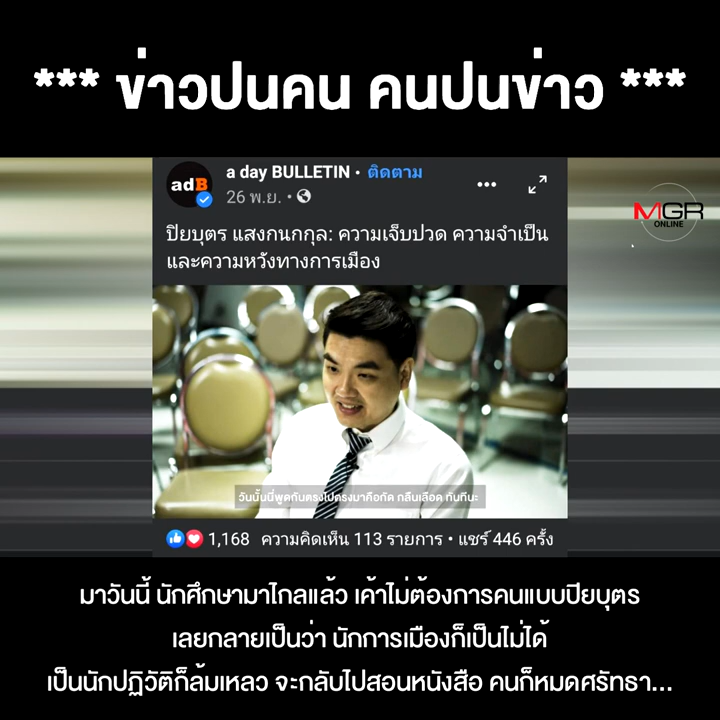 *** ข่าวปนคน คนปนข่าว ***
adB
a day BULLETIN · ติดตาม
26 พ.ย. ·
MGR
ONLINE
ปิยบุตร แสงกนกกุล: ความเจ็บปวด ความจำเป็น
และความหวังทางการเมือง
วันนั้นนี่พูดกันตรงไปตรงมาคือกัด กลืนเลือด ทันทีนะ
1,168 ความคิดเห็น 113 รายการ · แชร์ 446 ครั้ง
มาวันนี้ นักศึกษามาไกลแล้ว เค้าไม่ต้องการคนแบบปิยบุตร
เลยกลายเป็นว่า นักการเมืองก็เป็นไม่ได้
เป็นนักปฏิวัติก็ล้มเหลว จะกลับไปสอนหนังสือ คนก็หมดศรัทธา...